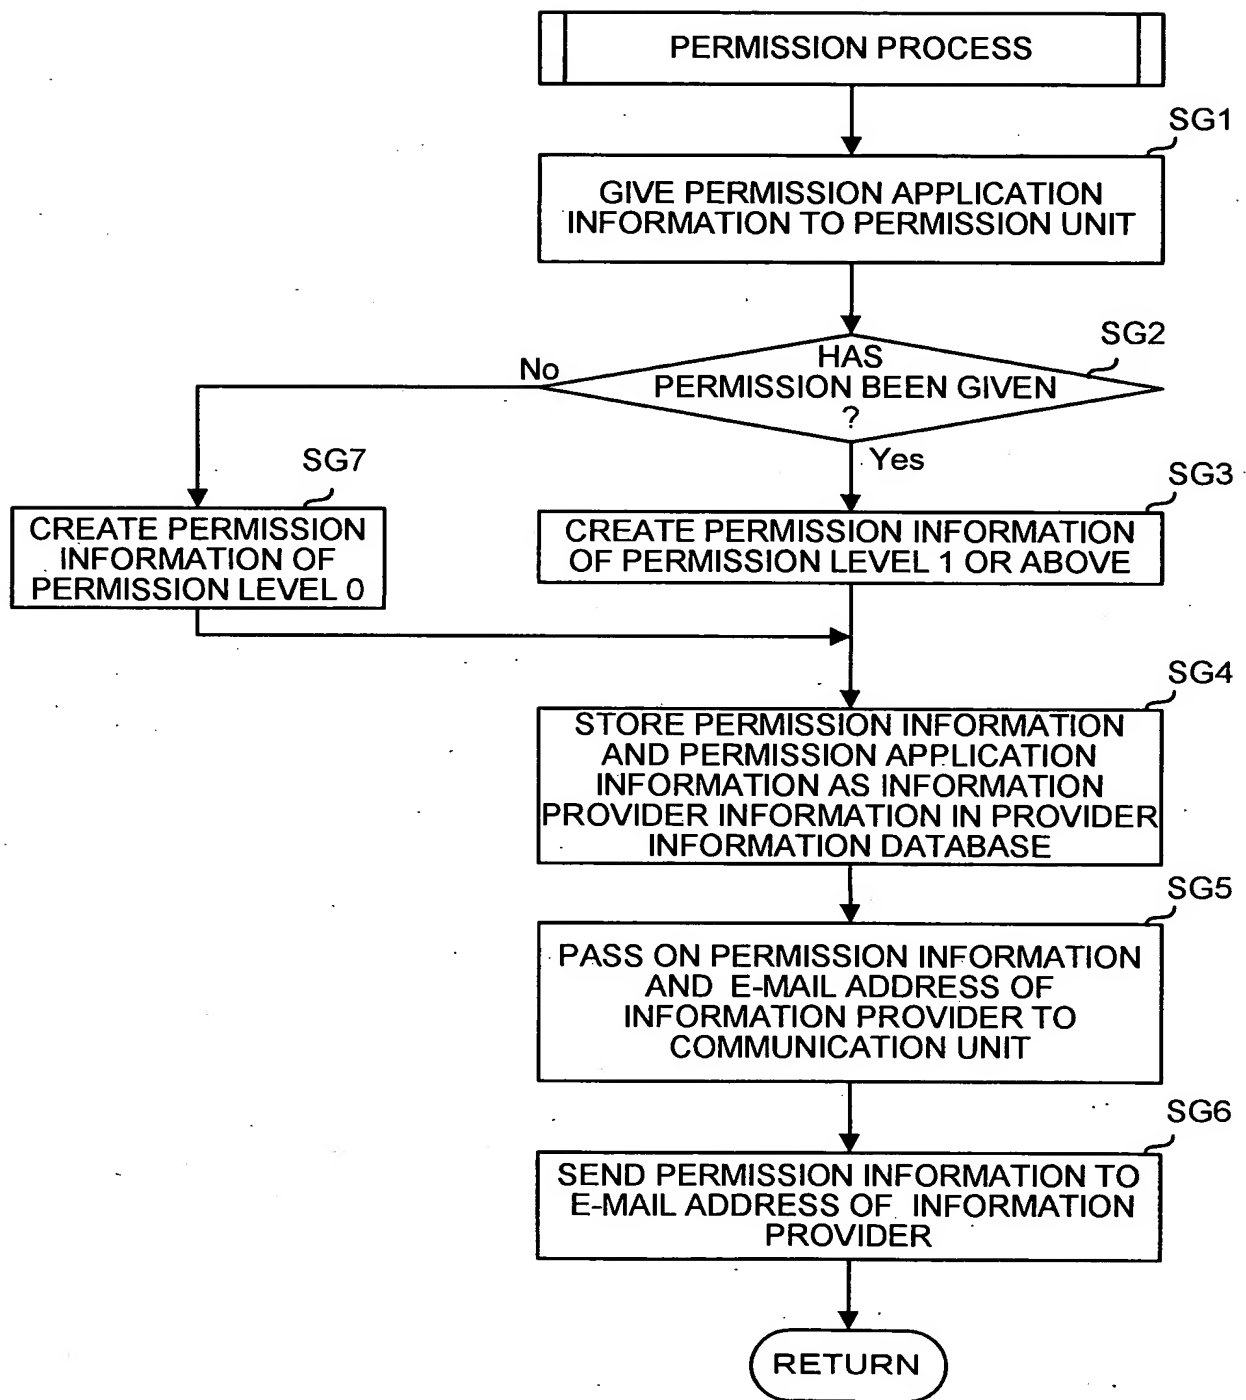 PERMISSION PROCESS
SG1
GIVE PERMISSION APPLICATION
INFORMATION TO PERMISSION UNIT
SG2
HAS
PERMISSION BEEN GIVEN
?
No
Yes
SG7
CREATE PERMISSION
INFORMATION OF
PERMISSION LEVEL 0
SG3
CREATE PERMISSION INFORMATION
OF PERMISSION LEVEL 1 OR ABOVE
SG4
STORE PERMISSION INFORMATION
AND PERMISSION APPLICATION
INFORMATION AS INFORMATION
PROVIDER INFORMATION IN PROVIDER
INFORMATION DATABASE
SG5
PASS ON PERMISSION INFORMATION
AND E-MAIL ADDRESS OF
INFORMATION PROVIDER TO
COMMUNICATION UNIT
SG6
SEND PERMISSION INFORMATION TO
E-MAIL ADDRESS OF INFORMATION
PROVIDER
RETURN